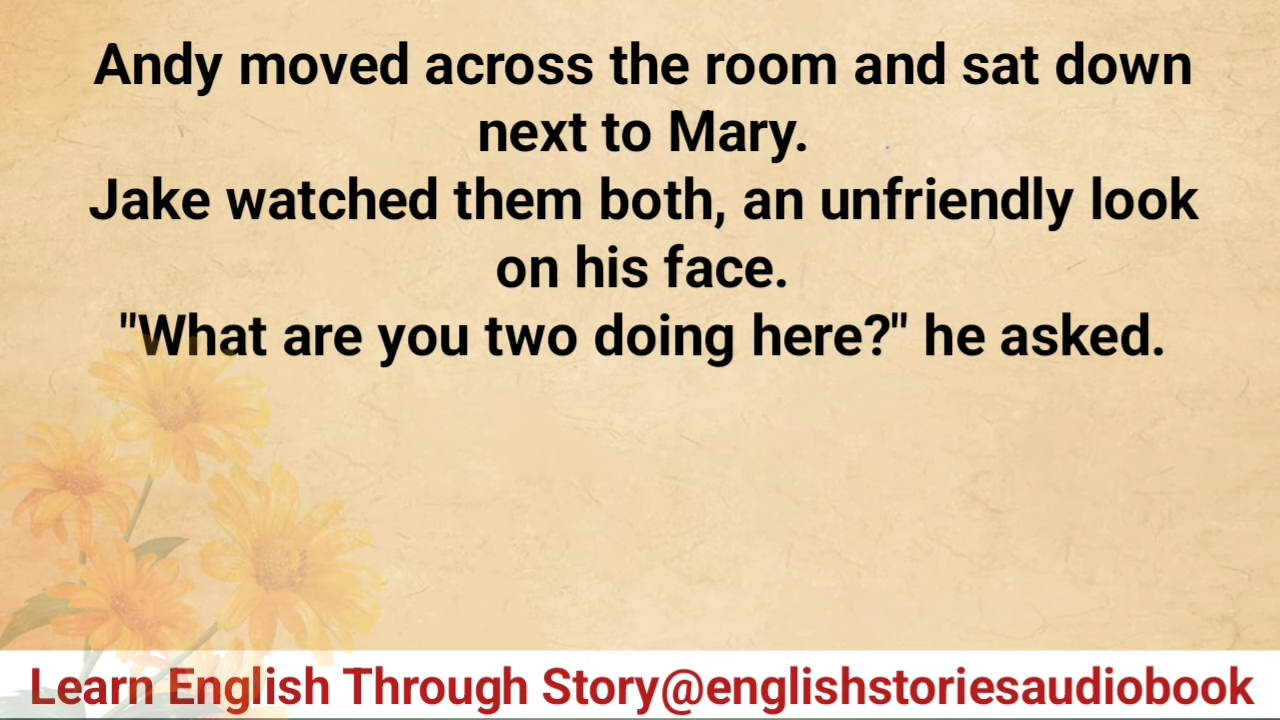 Andy moved across the room and sat down
next to Mary.
Jake watched them both, an unfriendly look
on his face.
"What are you two doing here?" he asked.
Learn English Through Story@englishstoriesaudiobook